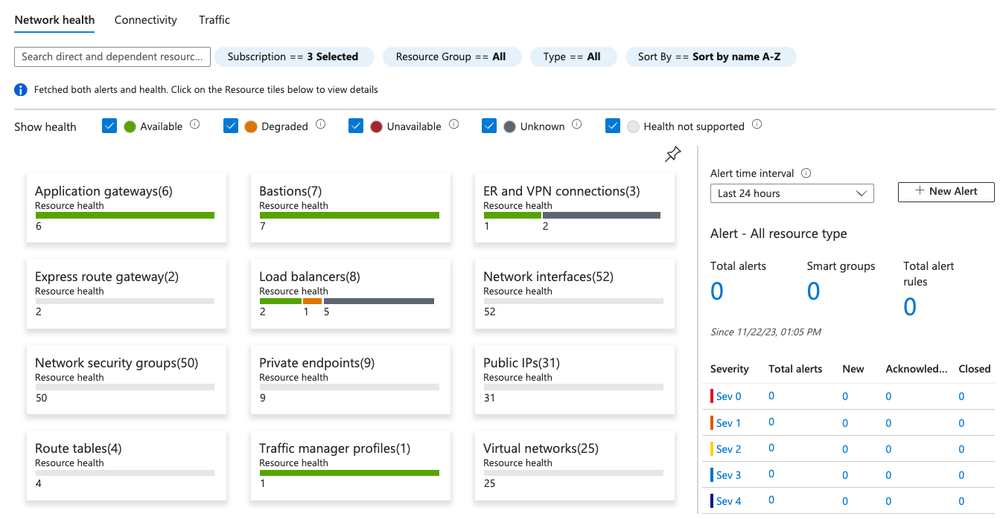 Network health Connectivity Traffic
Search direct and dependent resourc... Subscription == 3 Selected Resource Group == All Type == All Sort By == Sort by name A-Z
Fetched both alerts and health. Click on the Resource tiles below to view details
Show health Available Degraded Unavailable Unknown Health not supported
Application gateways(6)
Resource health
6
Bastions(7)
Resource health
7
ER and VPN connections(3)
Resource health
1 2
Express route gateway(2)
Resource health
2
Load balancers(8)
Resource health
2 1 5
Network interfaces(52)
Resource health
52
Network security groups(50)
Resource health
50
Private endpoints(9)
Resource health
9
Public IPs(31)
Resource health
31
Route tables(4)
Resource health
4
Traffic manager profiles(1)
Resource health
1
Virtual networks(25)
Resource health
25
Alert time interval
Last 24 hours
+ New Alert
Alert - All resource type
Total alerts
0
Smart groups
0
Total alert
rules
0
Since 11/22/23, 01:05 PM
Severity Total alerts New Acknowled... Closed
Sev 0 0 0 0 0
Sev 1 0 0 0 0
Sev 2 0 0 0 0
Sev 3 0 0 0 0
Sev 4 0 0 0 0